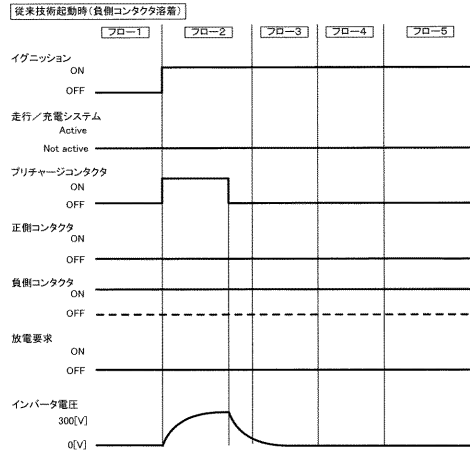 従来技術起動時(負側コンタクタ溶着)
フロー1 フロー2 フロー3 フロー4 フロー5
イグニッション
ON
OFF
走行/充電システム
Active
Not active
プリチャージコンタクタ
ON
OFF
正側コンタクタ
ON
OFF
負側コンタクタ
ON
OFF
放電要求
ON
OFF
インバータ電圧
300[V]
0[V]